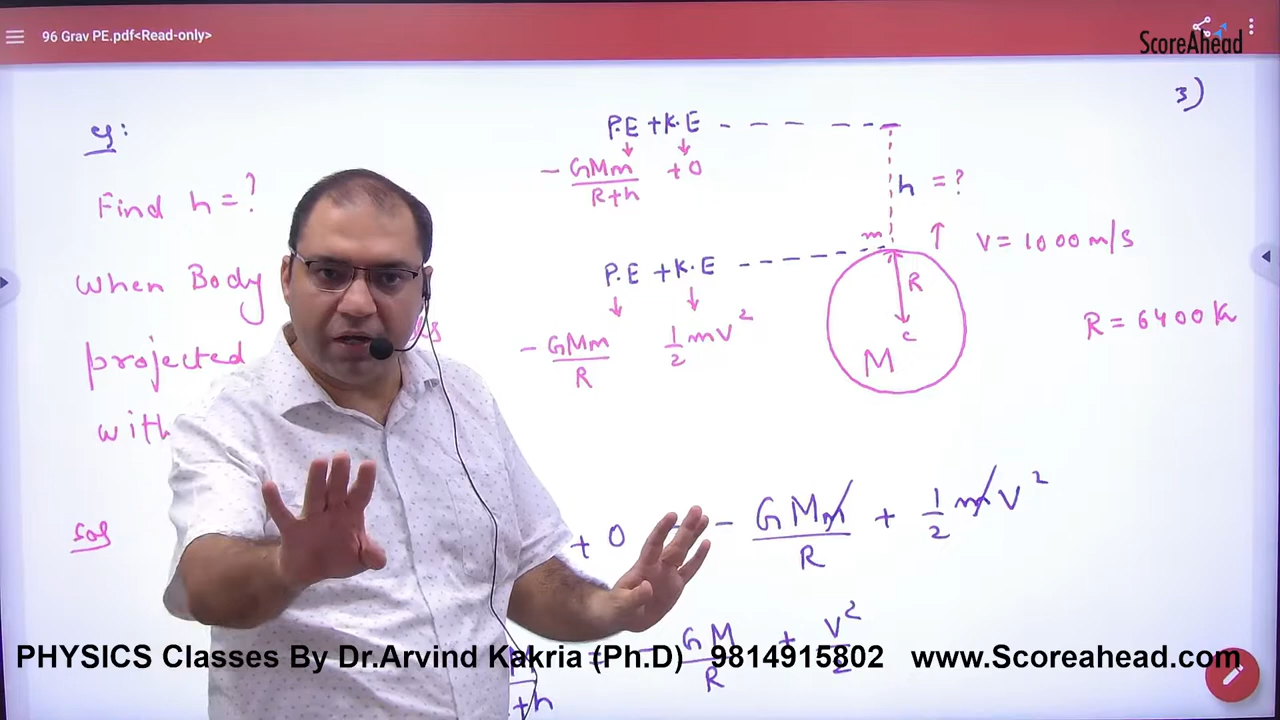 96 Grav PE.pdf<Read-only>
ScoreAhead
3)
eg:
Find h = ?
When Body
projected
with
P.E + K.E
- GMm/R+h + 0
h = ?
m
V = 1000 m/s
P.E + K.E
- GMm/R 1/2 mv²
R
c
M
R = 6400 Km
Sol
+ 0 - GMm/R + 1/2 mv²
- GM/R + v²/2
+h
PHYSICS Classes By Dr.Arvind Kakria (Ph.D) 9814915802 www.Scoreahead.com